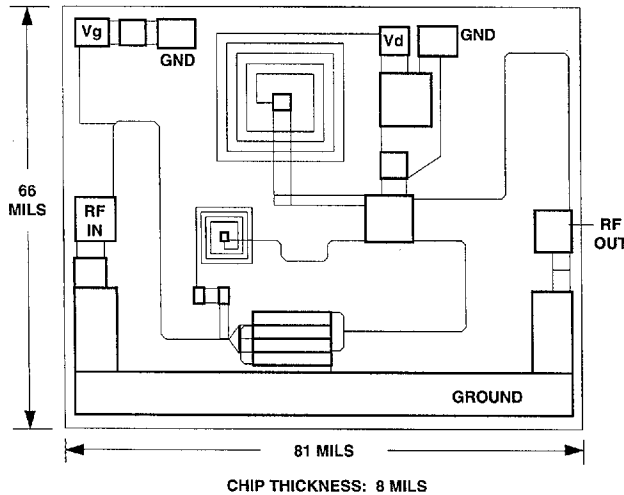 Vg
GND
Vd
GND
66
MILS
RF
IN
RF
OUT
GROUND
81 MILS
CHIP THICKNESS: 8 MILS